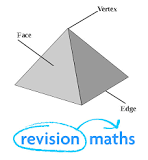 Vertex
Face
Edge
revision maths